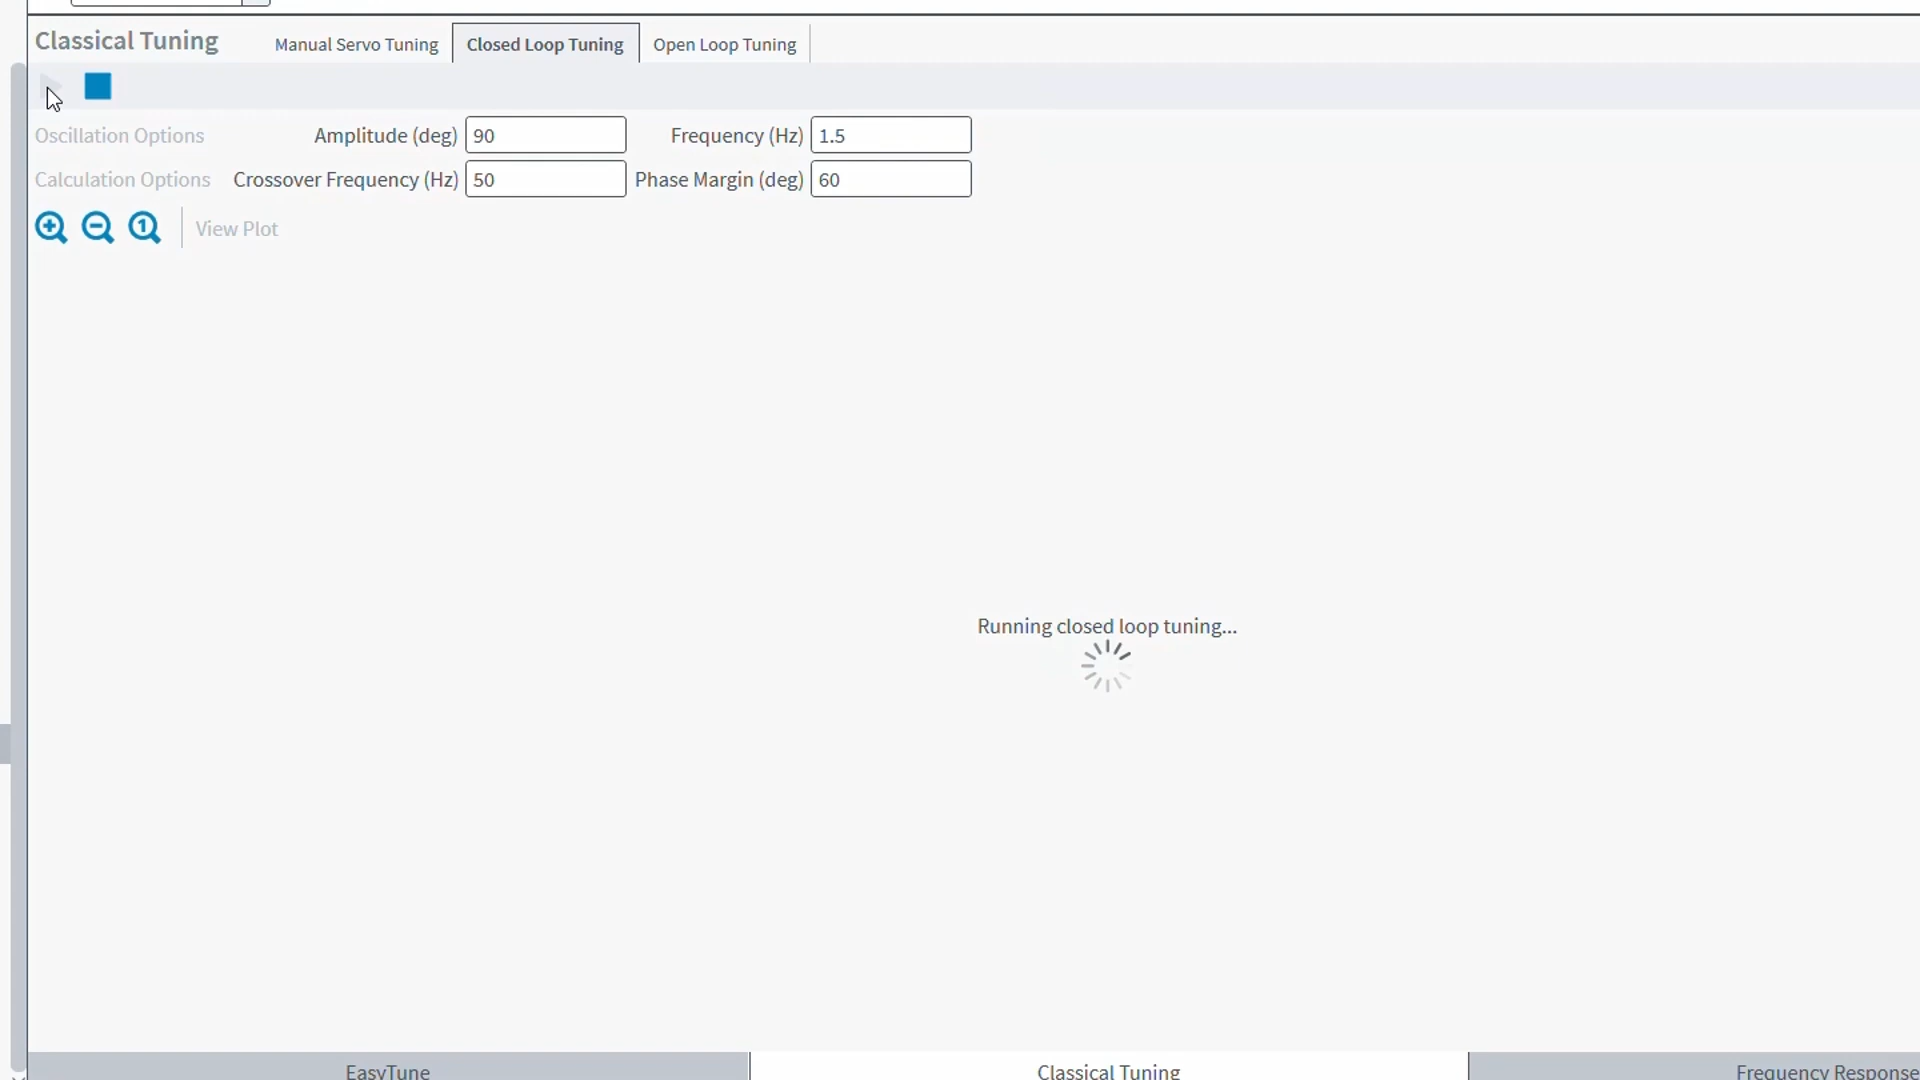 Classical Tuning Manual Servo Tuning Closed Loop Tuning Open Loop Tuning
Oscillation Options Amplitude (deg) 90 Frequency (Hz) 1.5
Calculation Options Crossover Frequency (Hz) 50 Phase Margin (deg) 60
1 View Plot
Running closed loop tuning...
EasyTune Classical Tuning Frequency Response